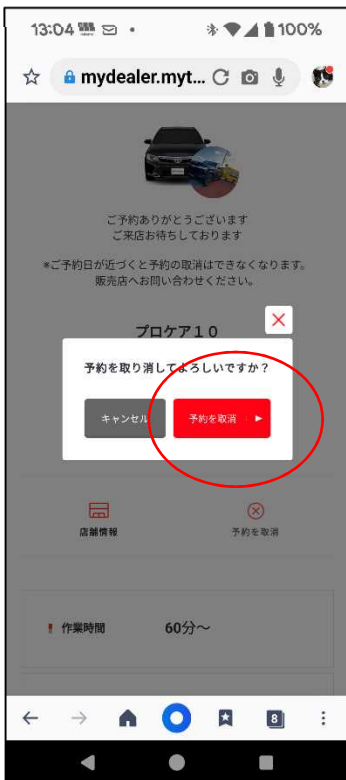 13:04 100%
mydealer.myt...
ご予約ありがとうございます
ご来店お待ちしております
*ご予約日が近づくと予約の取消はできなくなります。
販売店へお問い合わせください。
プロケア１０
予約を取り消してよろしいですか？
キャンセル 予約を取消
店舗情報 予約を取消
作業時間 60分～
8